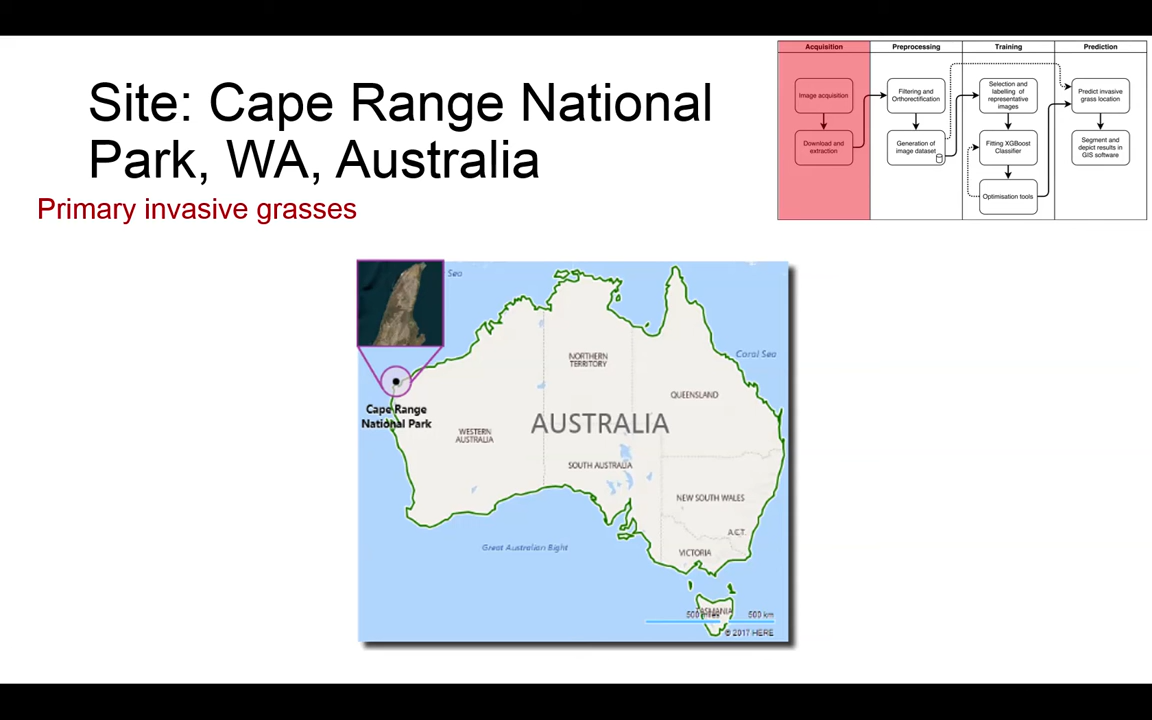 Site: Cape Range National
Park, WA, Australia
Primary invasive grasses
Acquisition
Preprocessing
Training
Prediction
Image acquisition
Download and
extraction
Filtering and
Orthorectification
Generation of
image dataset
Selection and
labelling of
representative
images
Fitting XGBoost
Classifier
Optimisation tools
Predict invasive
grass location
Segment and
depict results in
GIS software
Sea
Coral Sea
NORTHERN
TERRITORY
QUEENSLAND
Cape Range
National Park
AUSTRALIA
WESTERN
AUSTRALIA
SOUTH AUSTRALIA
NEW SOUTH WALES
A.C.T.
VICTORIA
Great Australian Bight
TASMANIA
500 miles
500 km
© 2017 HERE